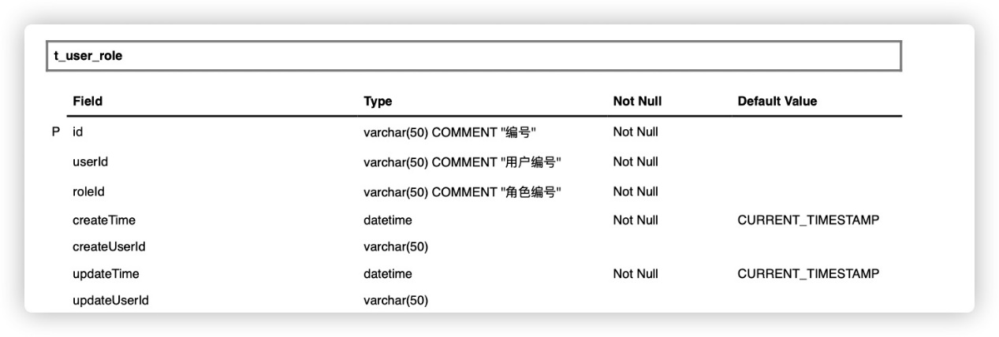 t_user_role
Field Type Not Null Default Value
P id varchar(50) COMMENT "编号" Not Null
userId varchar(50) COMMENT "用户编号" Not Null
roleId varchar(50) COMMENT "角色编号" Not Null
createTime datetime Not Null CURRENT_TIMESTAMP
createUserId varchar(50)
updateTime datetime Not Null CURRENT_TIMESTAMP
updateUserId varchar(50)